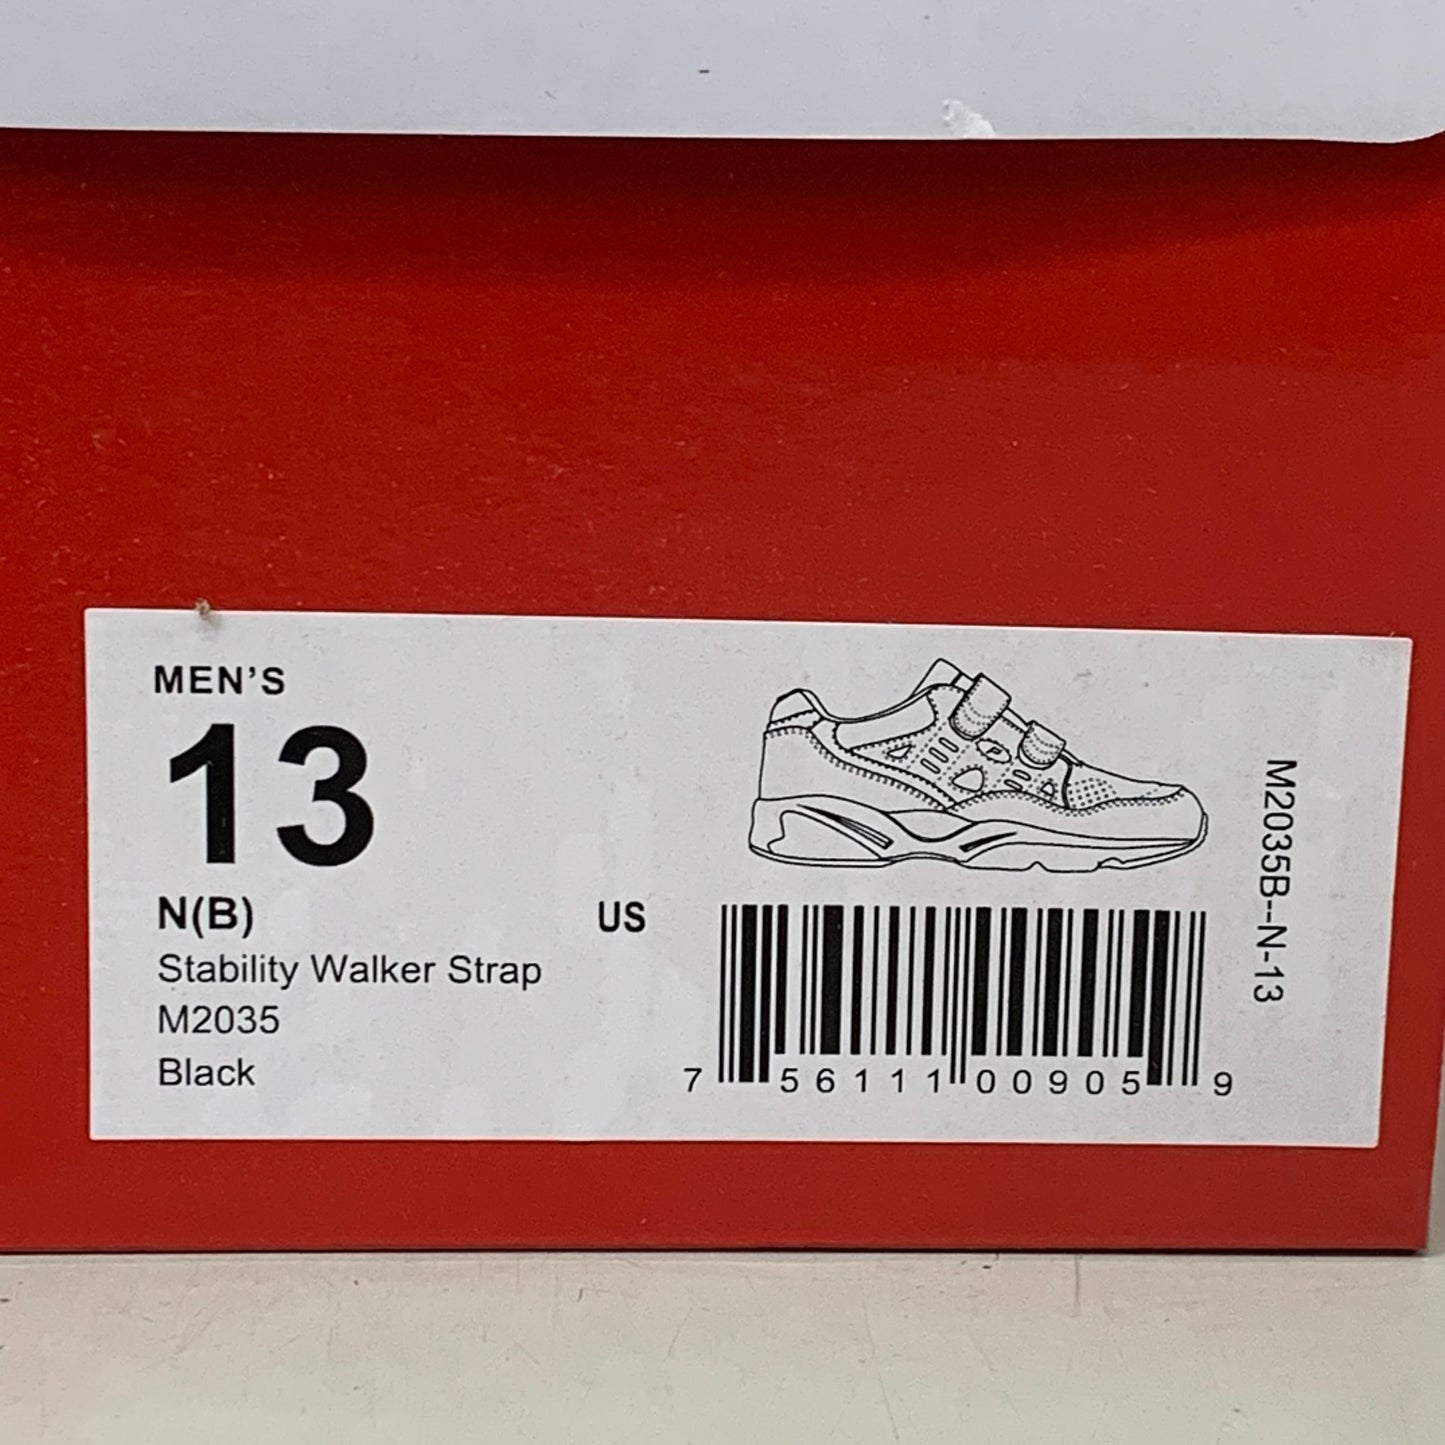 MEN'S
13
N(B)
US
Stability Walker Strap
M2035
Black
7 56111 00905 9
M2035B--N-13